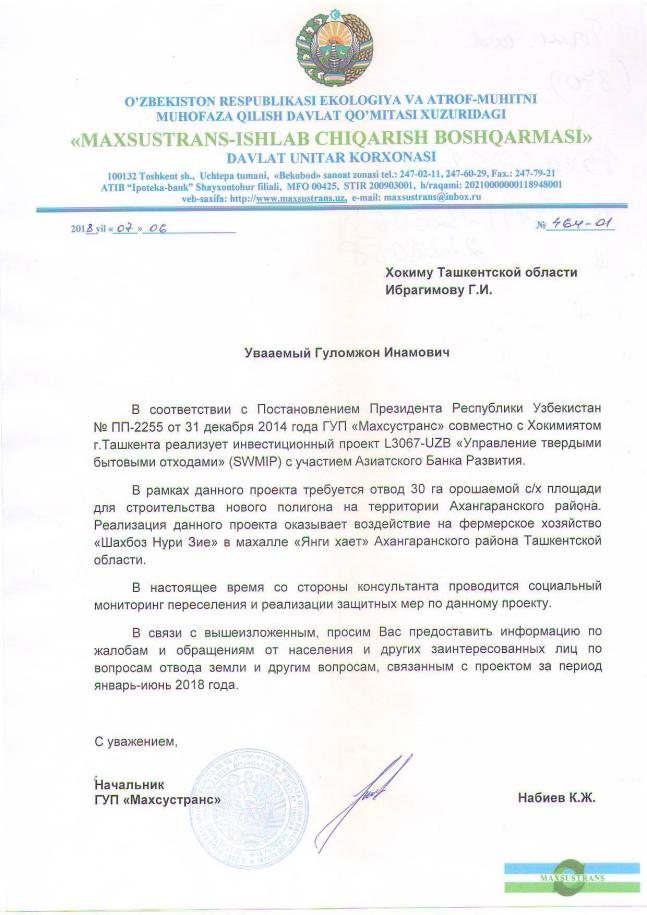 O'ZBEKISTON RESPUBLIKASI EKOLOGIYA VA ATROF-MUHITNI
MUHOFAZA QILISH DAVLAT QO'MITASI XUZURIDAGI
«MAXSUSTRANS-ISHLAB CHIQARISH BOSHQARMASI»
DAVLAT UNITAR KORXONASI
100132 Toshkent sh., Uchtepa tumani, «Bekobod» sanoat zonasi tel.: 247-02-11, 247-60-29, Fax.: 247-79-21
ATIB "Ipoteka-bank" Shayxontohur filiali, MFO 00425, STIR 200903001, h/raqami: 20210000000118948001
veb-saxifa: http://www.maxsustrans.uz, e-mail: maxsustrans@inbox.ru
2018 yil «07» 06
№ 464-01
Хокиму Ташкентской области
Ибрагимову Г.И.
Увааемый Гуломжон Инамович
В соответствии с Постановлением Президента Республики Узбекистан
№ ПП-2255 от 31 декабря 2014 года ГУП «Махсустранс» совместно с Хокимиятом
г.Ташкента реализует инвестиционный проект L3067-UZB «Управление твердыми
бытовыми отходами» (SWMIP) с участием Азиатского Банка Развития.
В рамках данного проекта требуется отвод 30 га орошаемой с/х площади
для строительства нового полигона на территории Ахангаранского района.
Реализация данного проекта оказывает воздействие на фермерское хозяйство
«Шахбоз Нури Зие» в махалле «Янги хает» Ахангаранского района Ташкентской
области.
В настоящее время со стороны консультанта проводится социальный
мониторинг переселения и реализации защитных мер по данному проекту.
В связи с вышеизложенным, просим Вас предоставить информацию по
жалобам и обращениям от населения и других заинтересованных лиц по
вопросам отвода земли и другим вопросам, связанным с проектом за период
январь-июнь 2018 года.
С уважением,
Начальник
ГУП «Махсустранс»
Набиев К.Ж.
MAXSUSTRANS